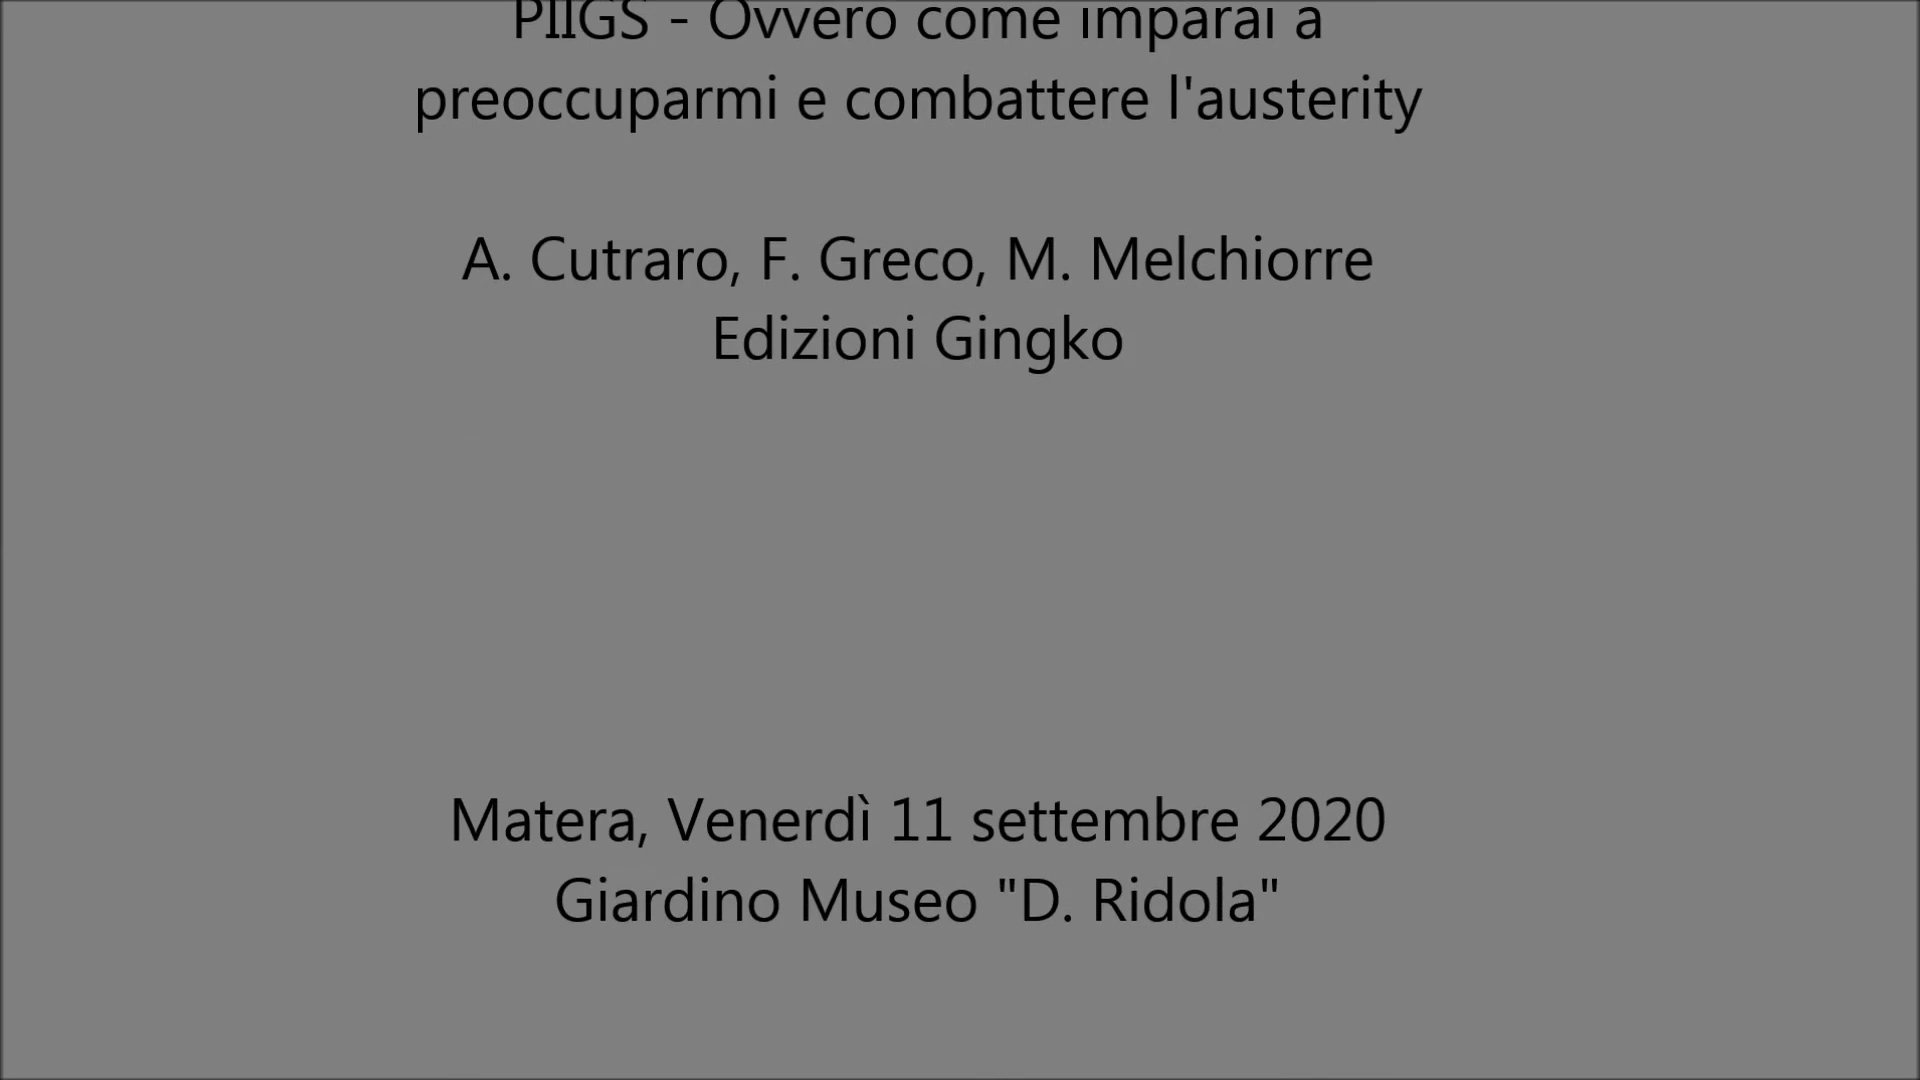 PIIGS - Ovvero come imparai a
preoccuparmi e combattere l'austerity
A. Cutraro, F. Greco, M. Melchiorre
Edizioni Gingko
Matera, Venerdì 11 settembre 2020
Giardino Museo "D. Ridola"